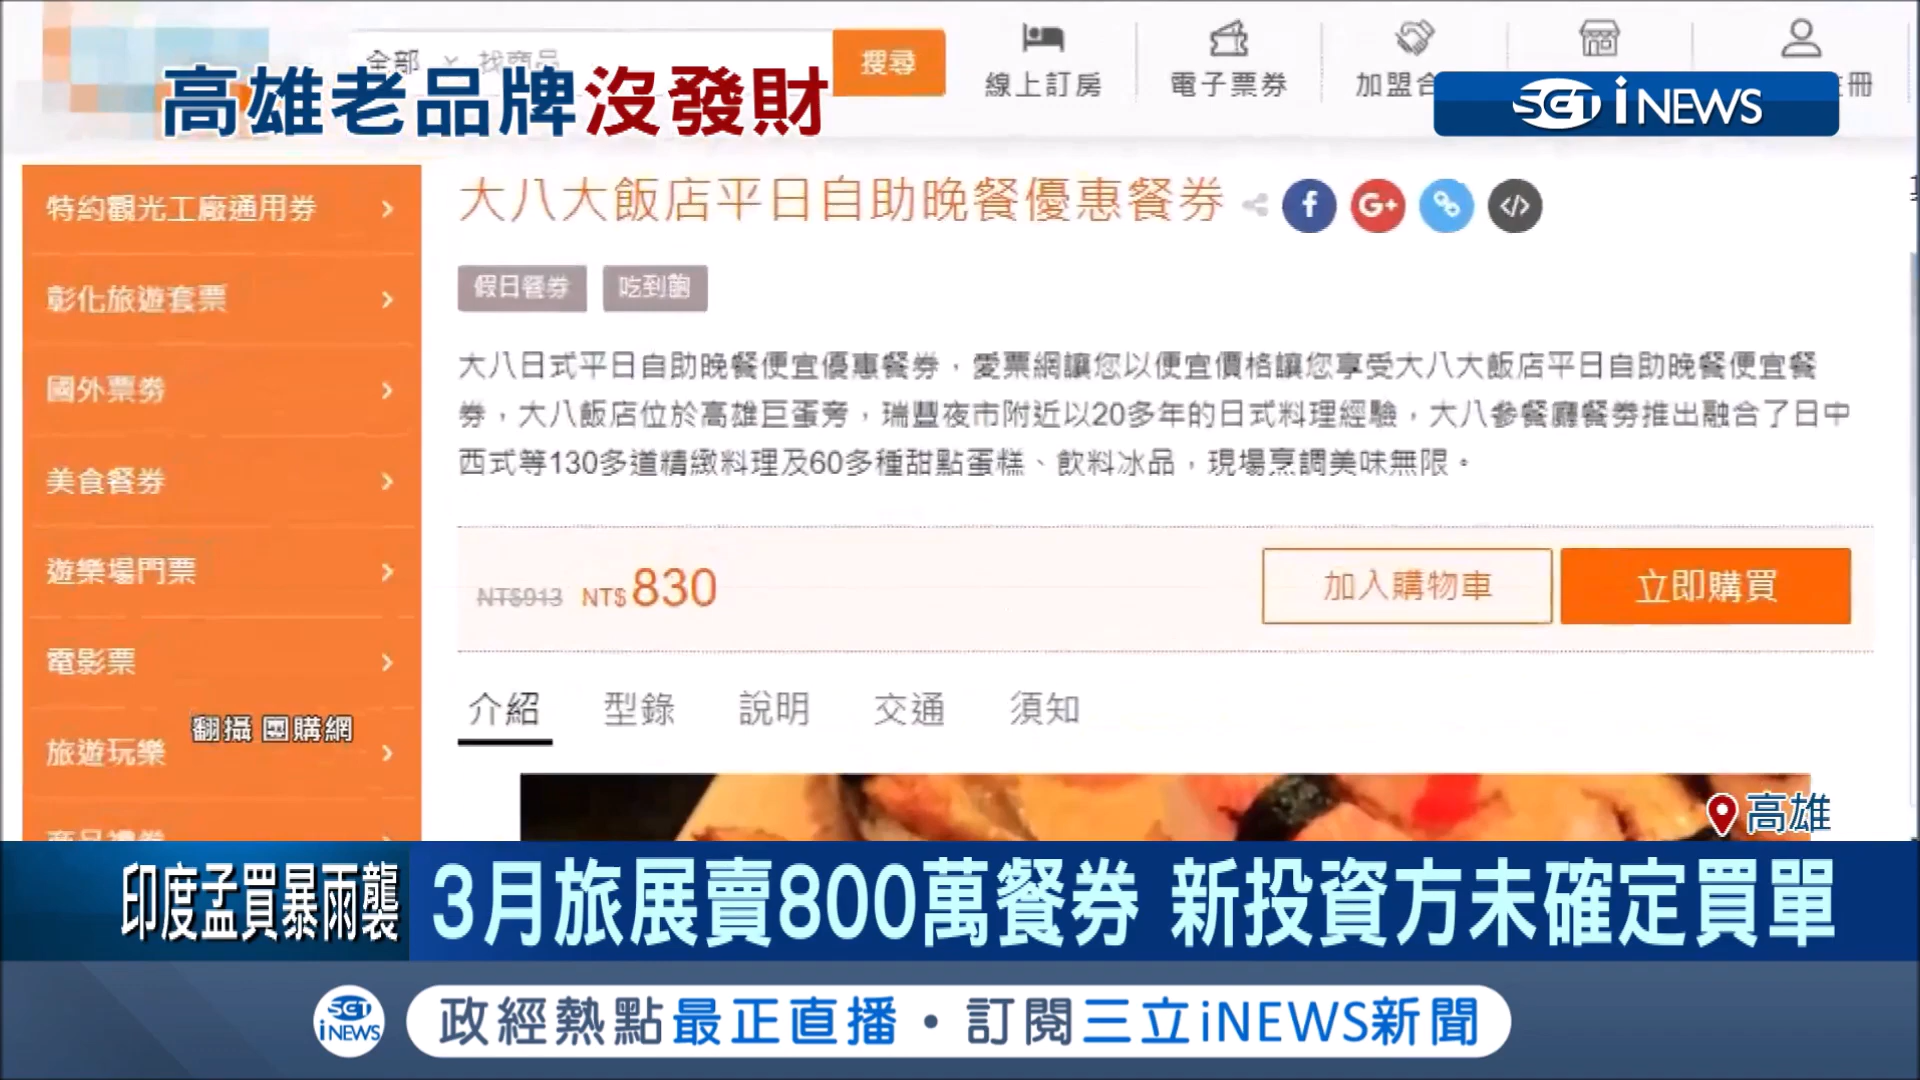 全部 找商品
搜尋
線上訂房
電子票券
加盟合
註冊
高雄老品牌沒發財
SET iNEWS
特約觀光工廠通用券
彰化旅遊套票
國外票券
美食餐券
遊樂場門票
電影票
旅遊玩樂
商品禮券
翻攝 團購網
大八大飯店平日自助晚餐優惠餐券
假日餐券
吃到飽
大八日式平日自助晚餐便宜優惠餐券，愛票網讓您以便宜價格讓您享受大八大飯店平日自助晚餐便宜餐
券，大八飯店位於高雄巨蛋旁，瑞豐夜市附近以20多年的日式料理經驗，大八參餐廳餐券推出融合了日中
西式等130多道精緻料理及60多種甜點蛋糕、飲料冰品，現場烹調美味無限。
NT$913 NT$830
加入購物車
立即購買
介紹
型錄
說明
交通
須知
高雄
印度孟買暴雨襲
3月旅展賣800萬餐券 新投資方未確定買單
SET iNEWS
政經熱點最正直播・訂閱三立iNEWS新聞